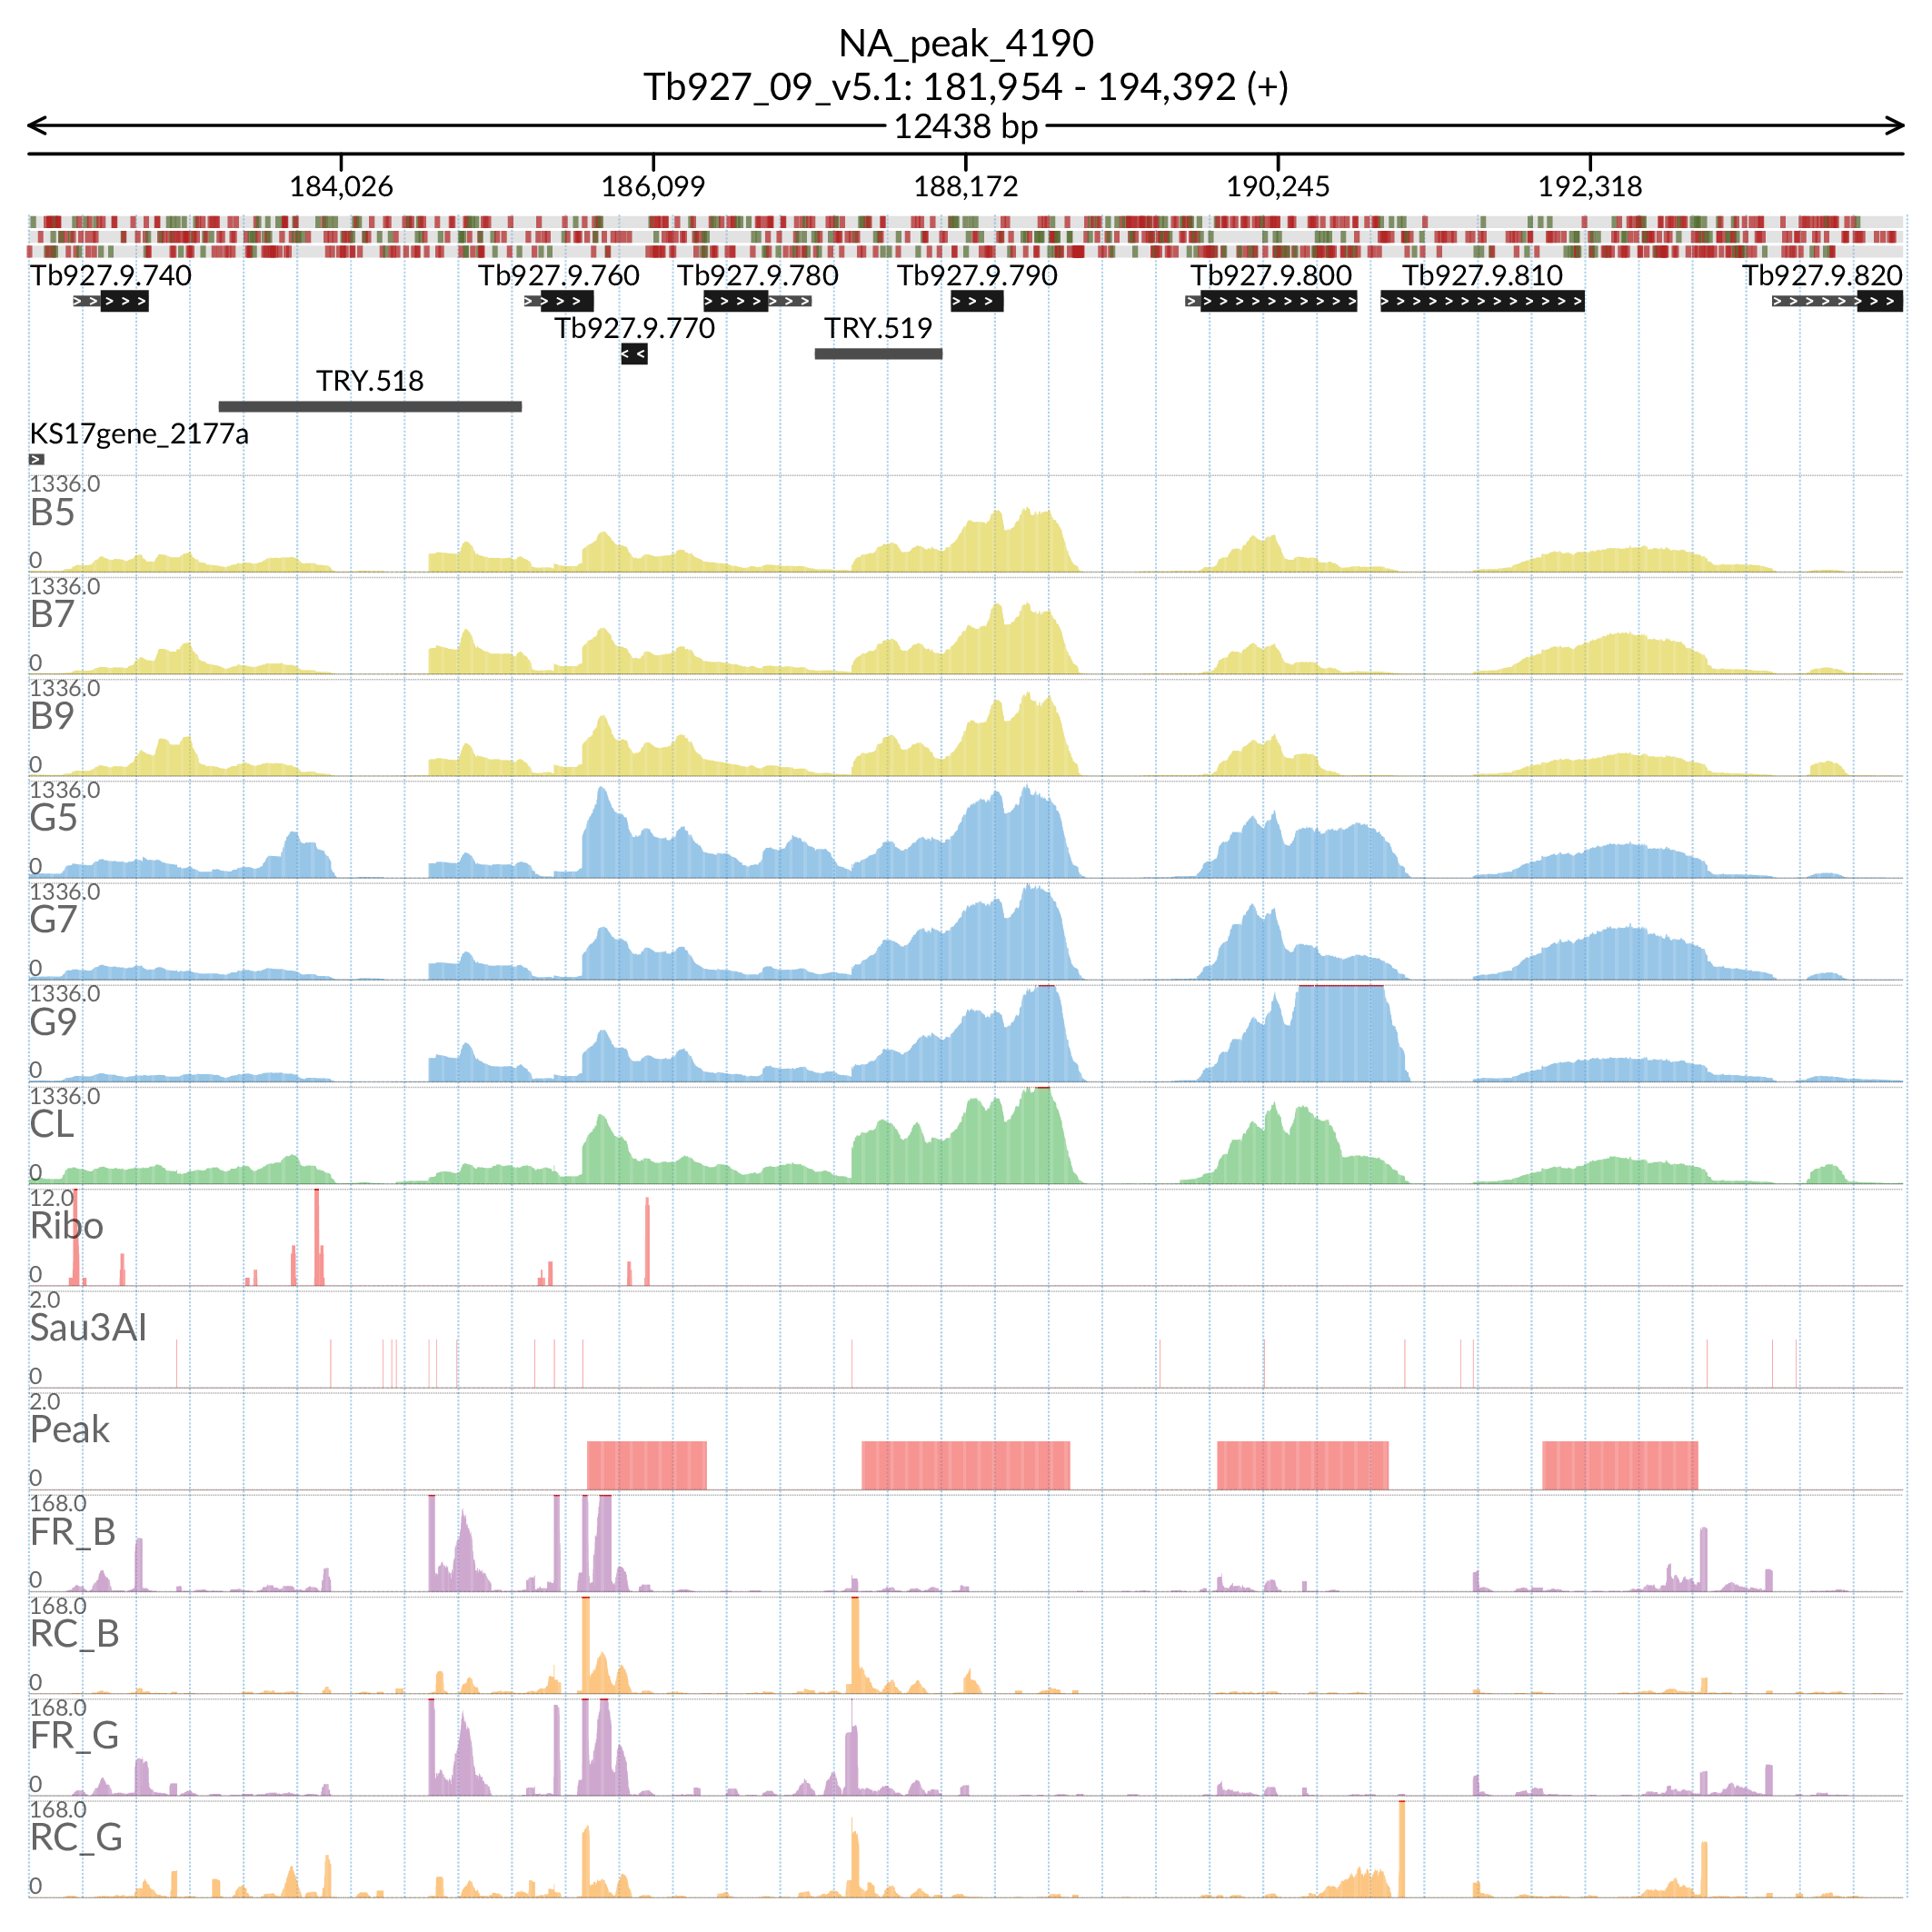 NA_peak_4190
Tb927_09_v5.1: 181,954 - 194,392 (+)
12438 bp
184,026 186,099 188,172 190,245 192,318
Tb927.9.740 Tb927.9.760 Tb927.9.780 Tb927.9.790 Tb927.9.800 Tb927.9.810 Tb927.9.820
Tb927.9.770 TRY.519
TRY.518
KS17gene_2177a
1336.0
B5
0
1336.0
B7
0
1336.0
B9
0
1336.0
G5
0
1336.0
G7
0
1336.0
G9
0
1336.0
CL
0
12.0
Ribo
0
2.0
Sau3AI
0
2.0
Peak
0
168.0
FR_B
0
168.0
RC_B
0
168.0
FR_G
0
168.0
RC_G
0